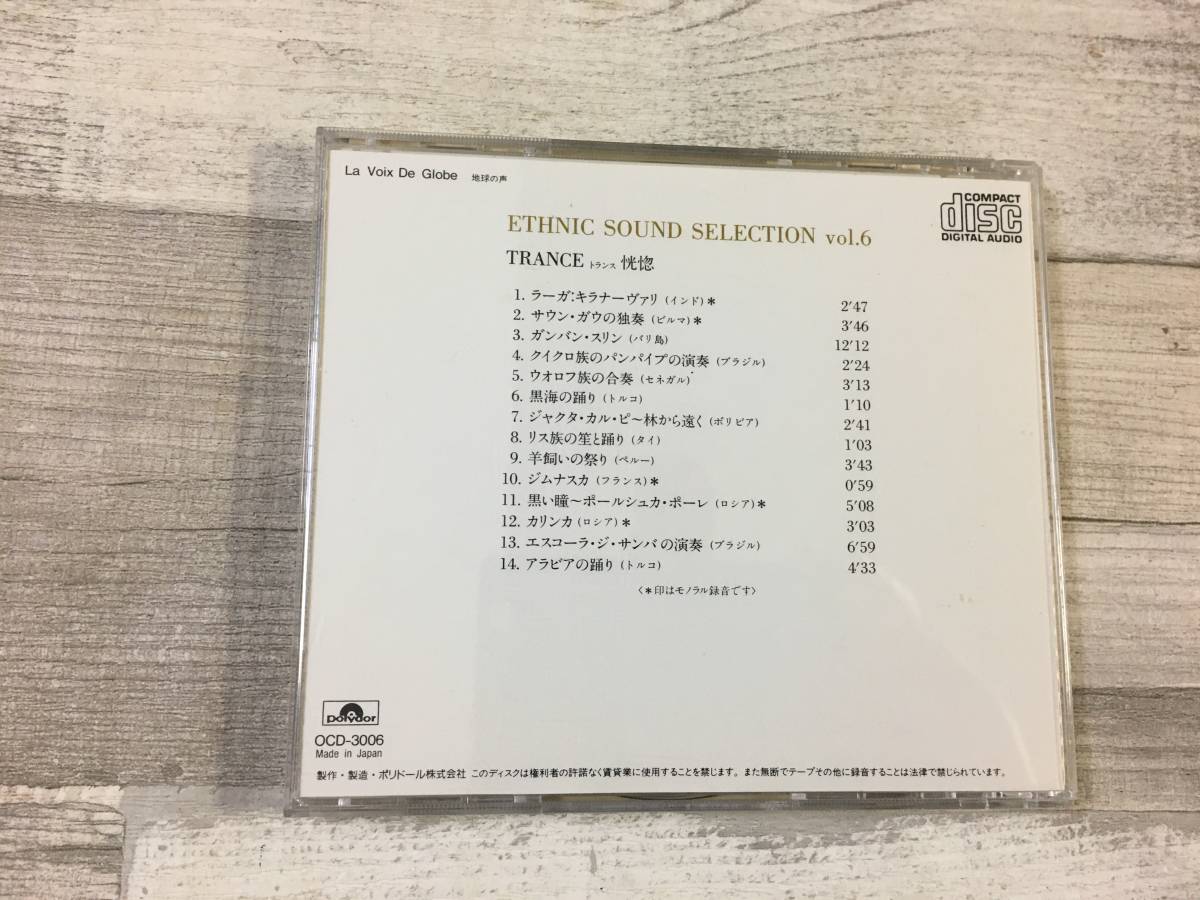 La Voix De Globe 地球の声
COMPACT
disc
DIGITAL AUDIO
ETHNIC SOUND SELECTION vol.6
TRANCE トランス 恍惚
1. ラーガ:キラナーヴァリ (インド)* 2'47
2. サウン・ガウの独奏 (ビルマ)* 3'46
3. ガンバン・スリン (バリ島) 12'12
4. クイクロ族のパンパイプの演奏 (ブラジル) 2'24
5. ウオロフ族の合奏 (セネガル) 3'13
6. 黒海の踊り (トルコ) 1'10
7. ジャクタ・カル・ピ〜林から遠く (ボリビア) 2'41
8. リス族の笙と踊り (タイ) 1'03
9. 羊飼いの祭り (ペルー) 3'43
10. ジムナスカ (フランス)* 0'59
11. 黒い瞳〜ポールシュカ・ポーレ (ロシア)* 5'08
12. カリンカ (ロシア)* 3'03
13. エスコーラ・ジ・サンバの演奏 (ブラジル) 6'59
14. アラビアの踊り (トルコ) 4'33
〈*印はモノラル録音です〉
polydor
OCD-3006
Made in Japan
製作・製造・ポリドール株式会社 このディスクは権利者の許諾なく賃貸業に使用することを禁じます。また無断でテープその他に録音することは法律で禁じられています。